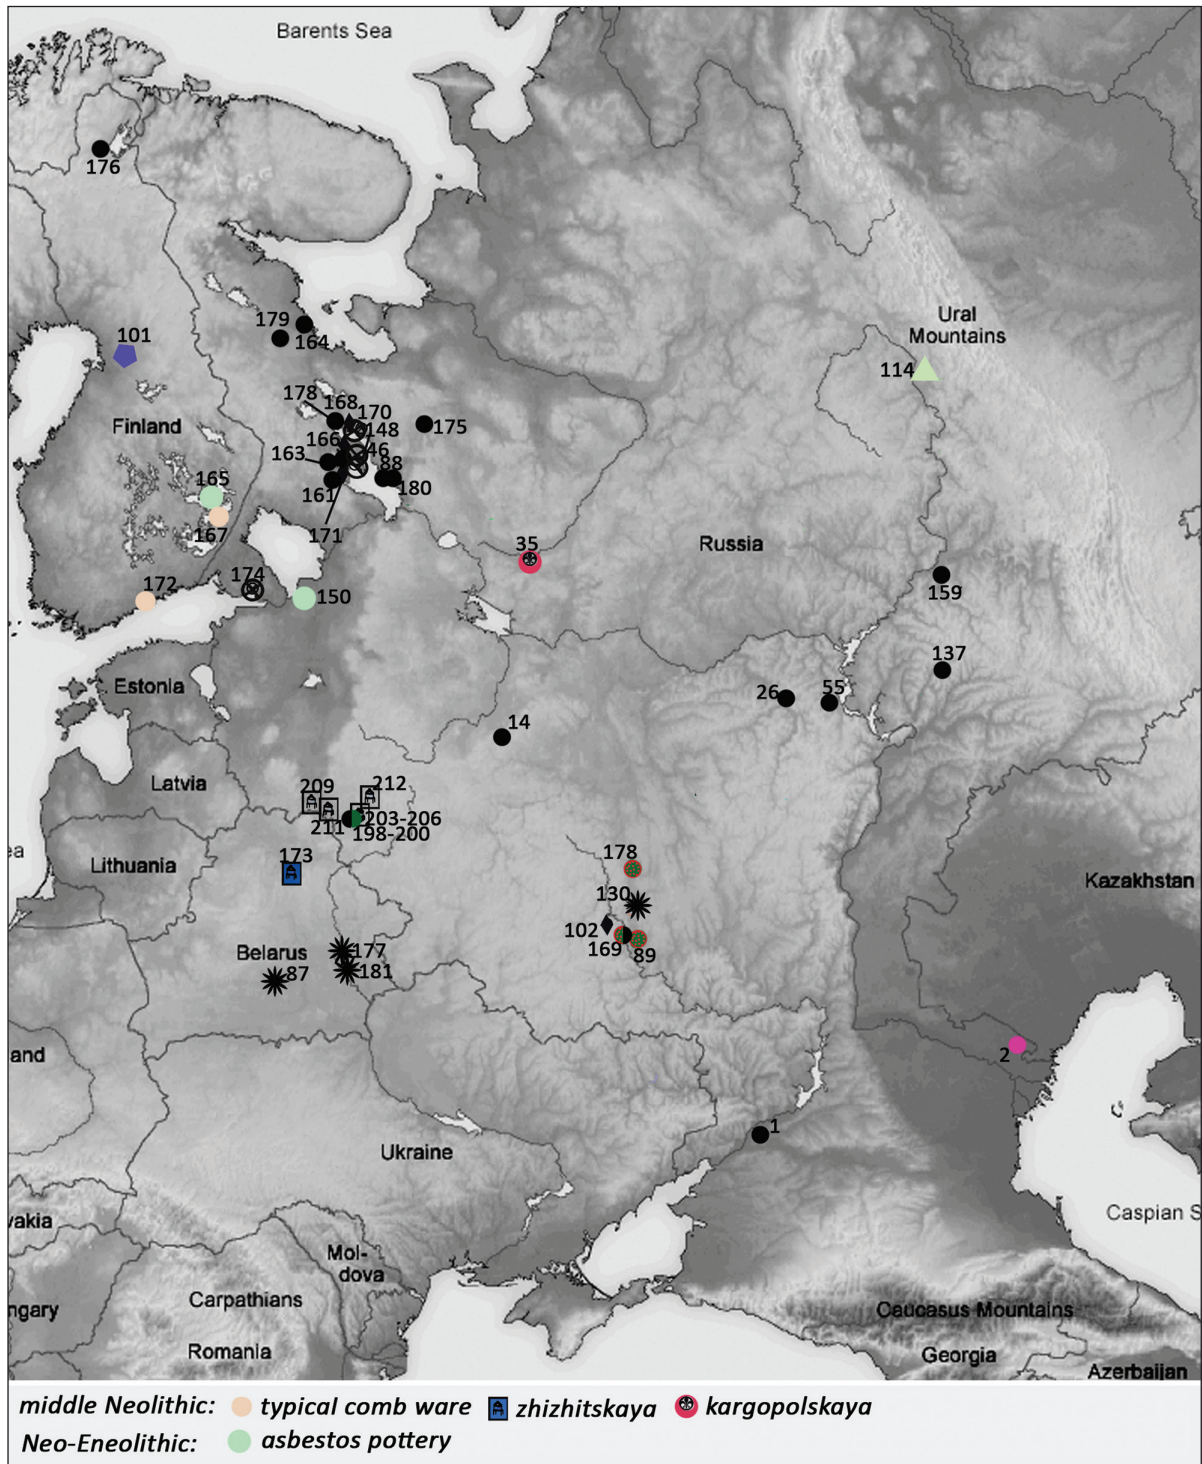 Barents Sea
176
179
164
Ural
Mountains
101
114
178
168
170
Finland
166
148
175
163
46
88
165
161
180
167
171
35
Russia
172
174
150
159
137
Estonia
26
55
14
Latvia
209
212
211
203-206
198-200
ea
Lithuania
173
178
Kazakhstan
130
102
169
89
Belarus
177
87
181
and
2
1
Ukraine
vakia
Caspian S
Mol-
dova
ngary
Carpathians
Caucasus Mountains
Romania
Georgia
Azerbaijan
middle Neolithic: typical comb ware zhizhitskaya kargopolskaya
Neo-Eneolithic: asbestos pottery